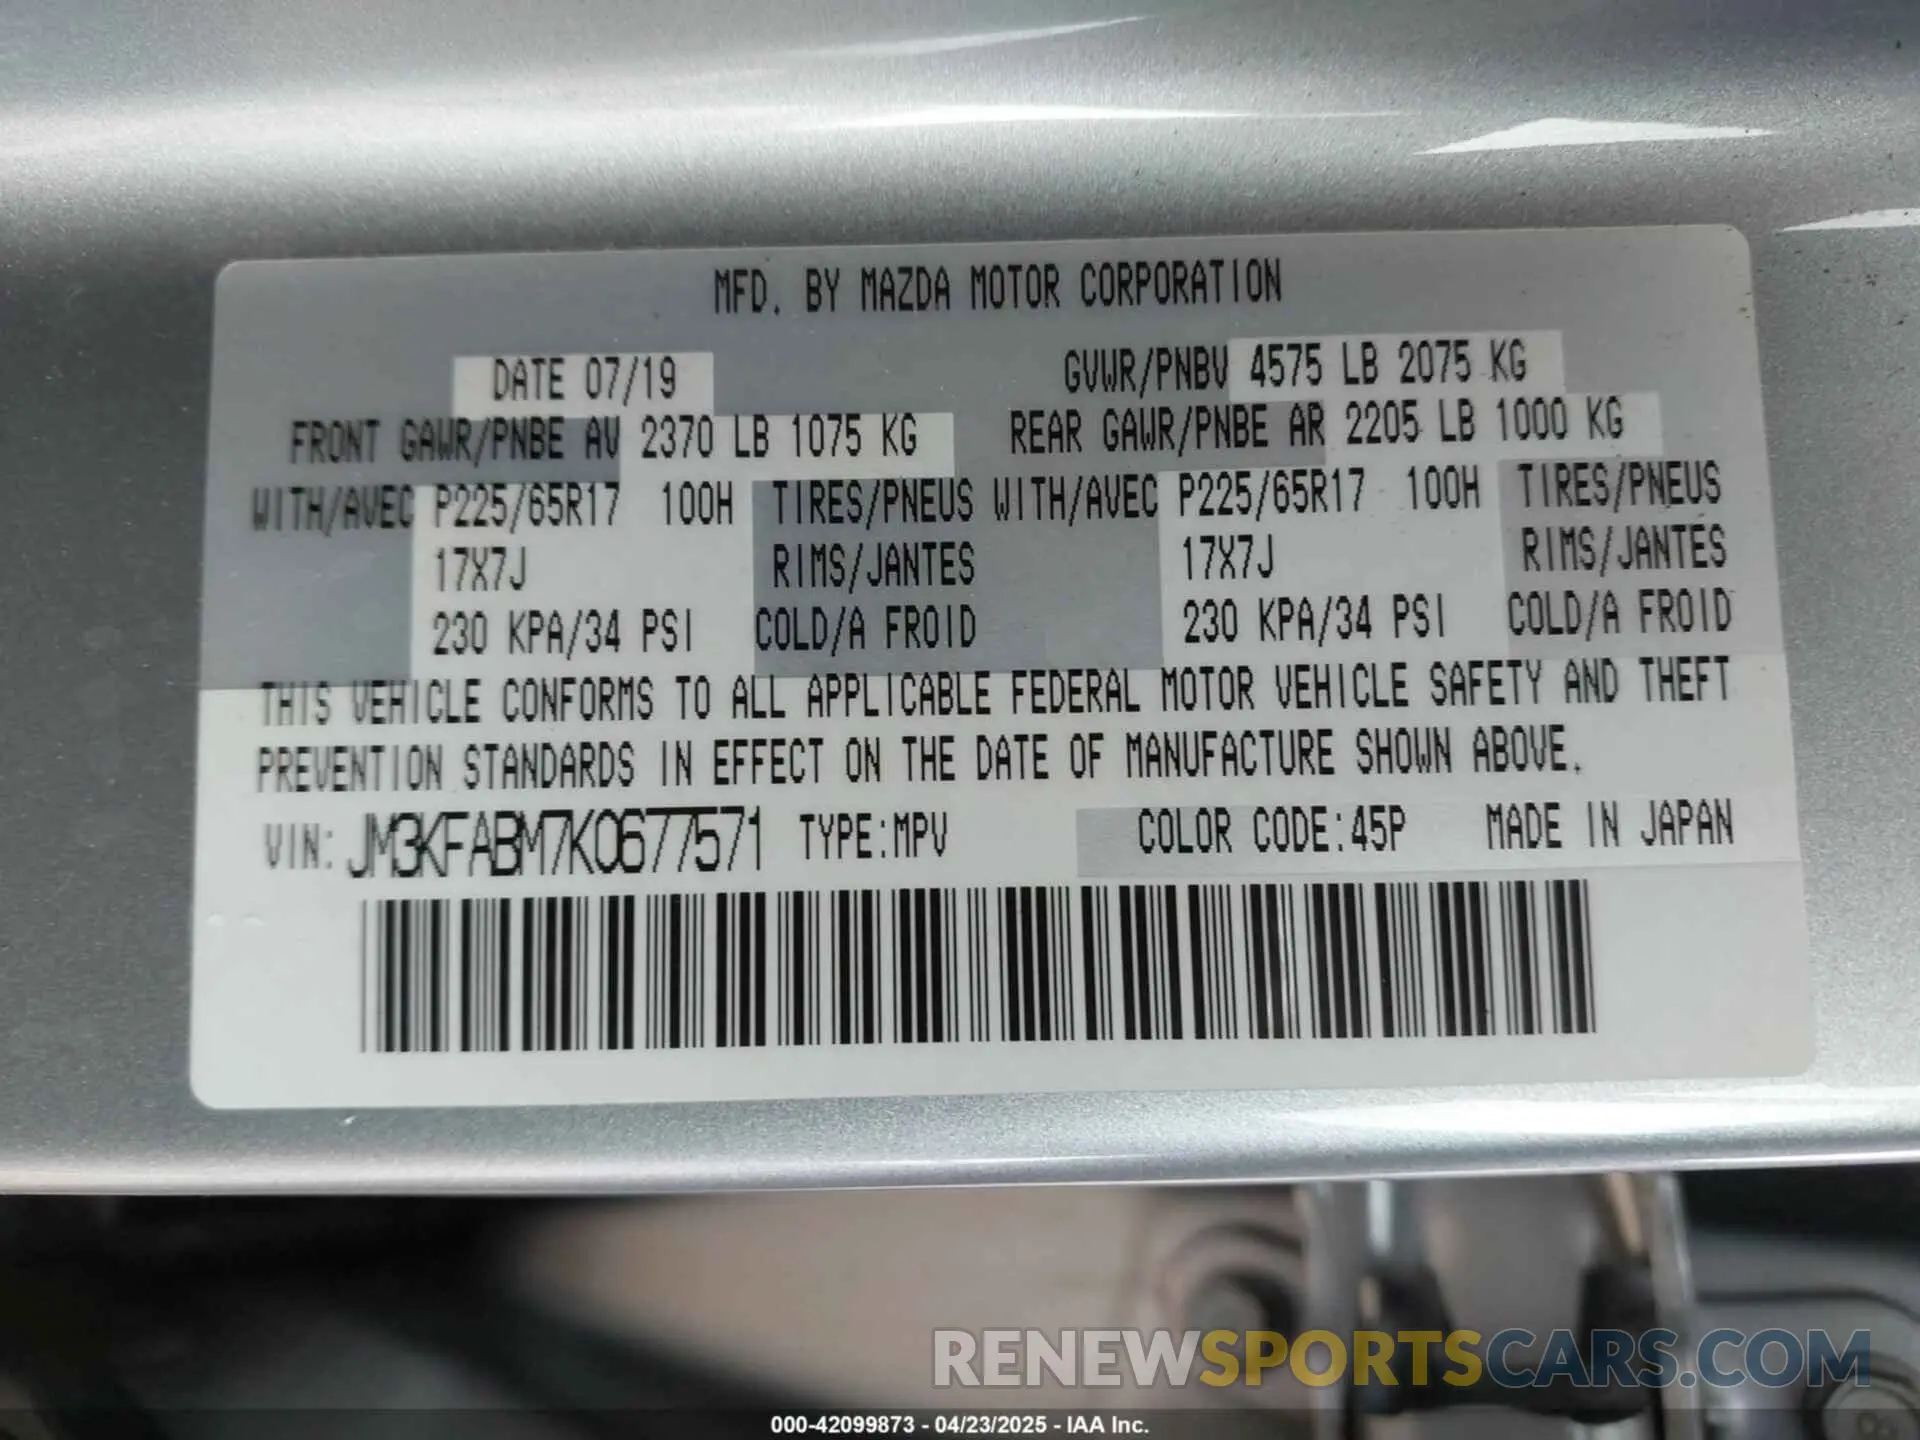 MFD. BY MAZDA MOTOR CORPORATION
DATE 07/19 GVWR/PNBV 4575 LB 2075 KG
FRONT GAWR/PNBE AV 2370 LB 1075 KG REAR GAWR/PNBE AR 2205 LB 1000 KG
WITH/AVEC P225/65R17 100H TIRES/PNEUS WITH/AVEC P225/65R17 100H TIRES/PNEUS
17X7J RIMS/JANTES 17X7J RIMS/JANTES
230 KPA/34 PSI COLD/A FROID 230 KPA/34 PSI COLD/A FROID
THIS VEHICLE CONFORMS TO ALL APPLICABLE FEDERAL MOTOR VEHICLE SAFETY AND THEFT
PREVENTION STANDARDS IN EFFECT ON THE DATE OF MANUFACTURE SHOWN ABOVE.
VIN: JM3KFABM7K0677571 TYPE:MPV COLOR CODE:45P MADE IN JAPAN
RENEWSPORTSCARS.COM
000-42099873 - 04/23/2025 - IAA Inc.